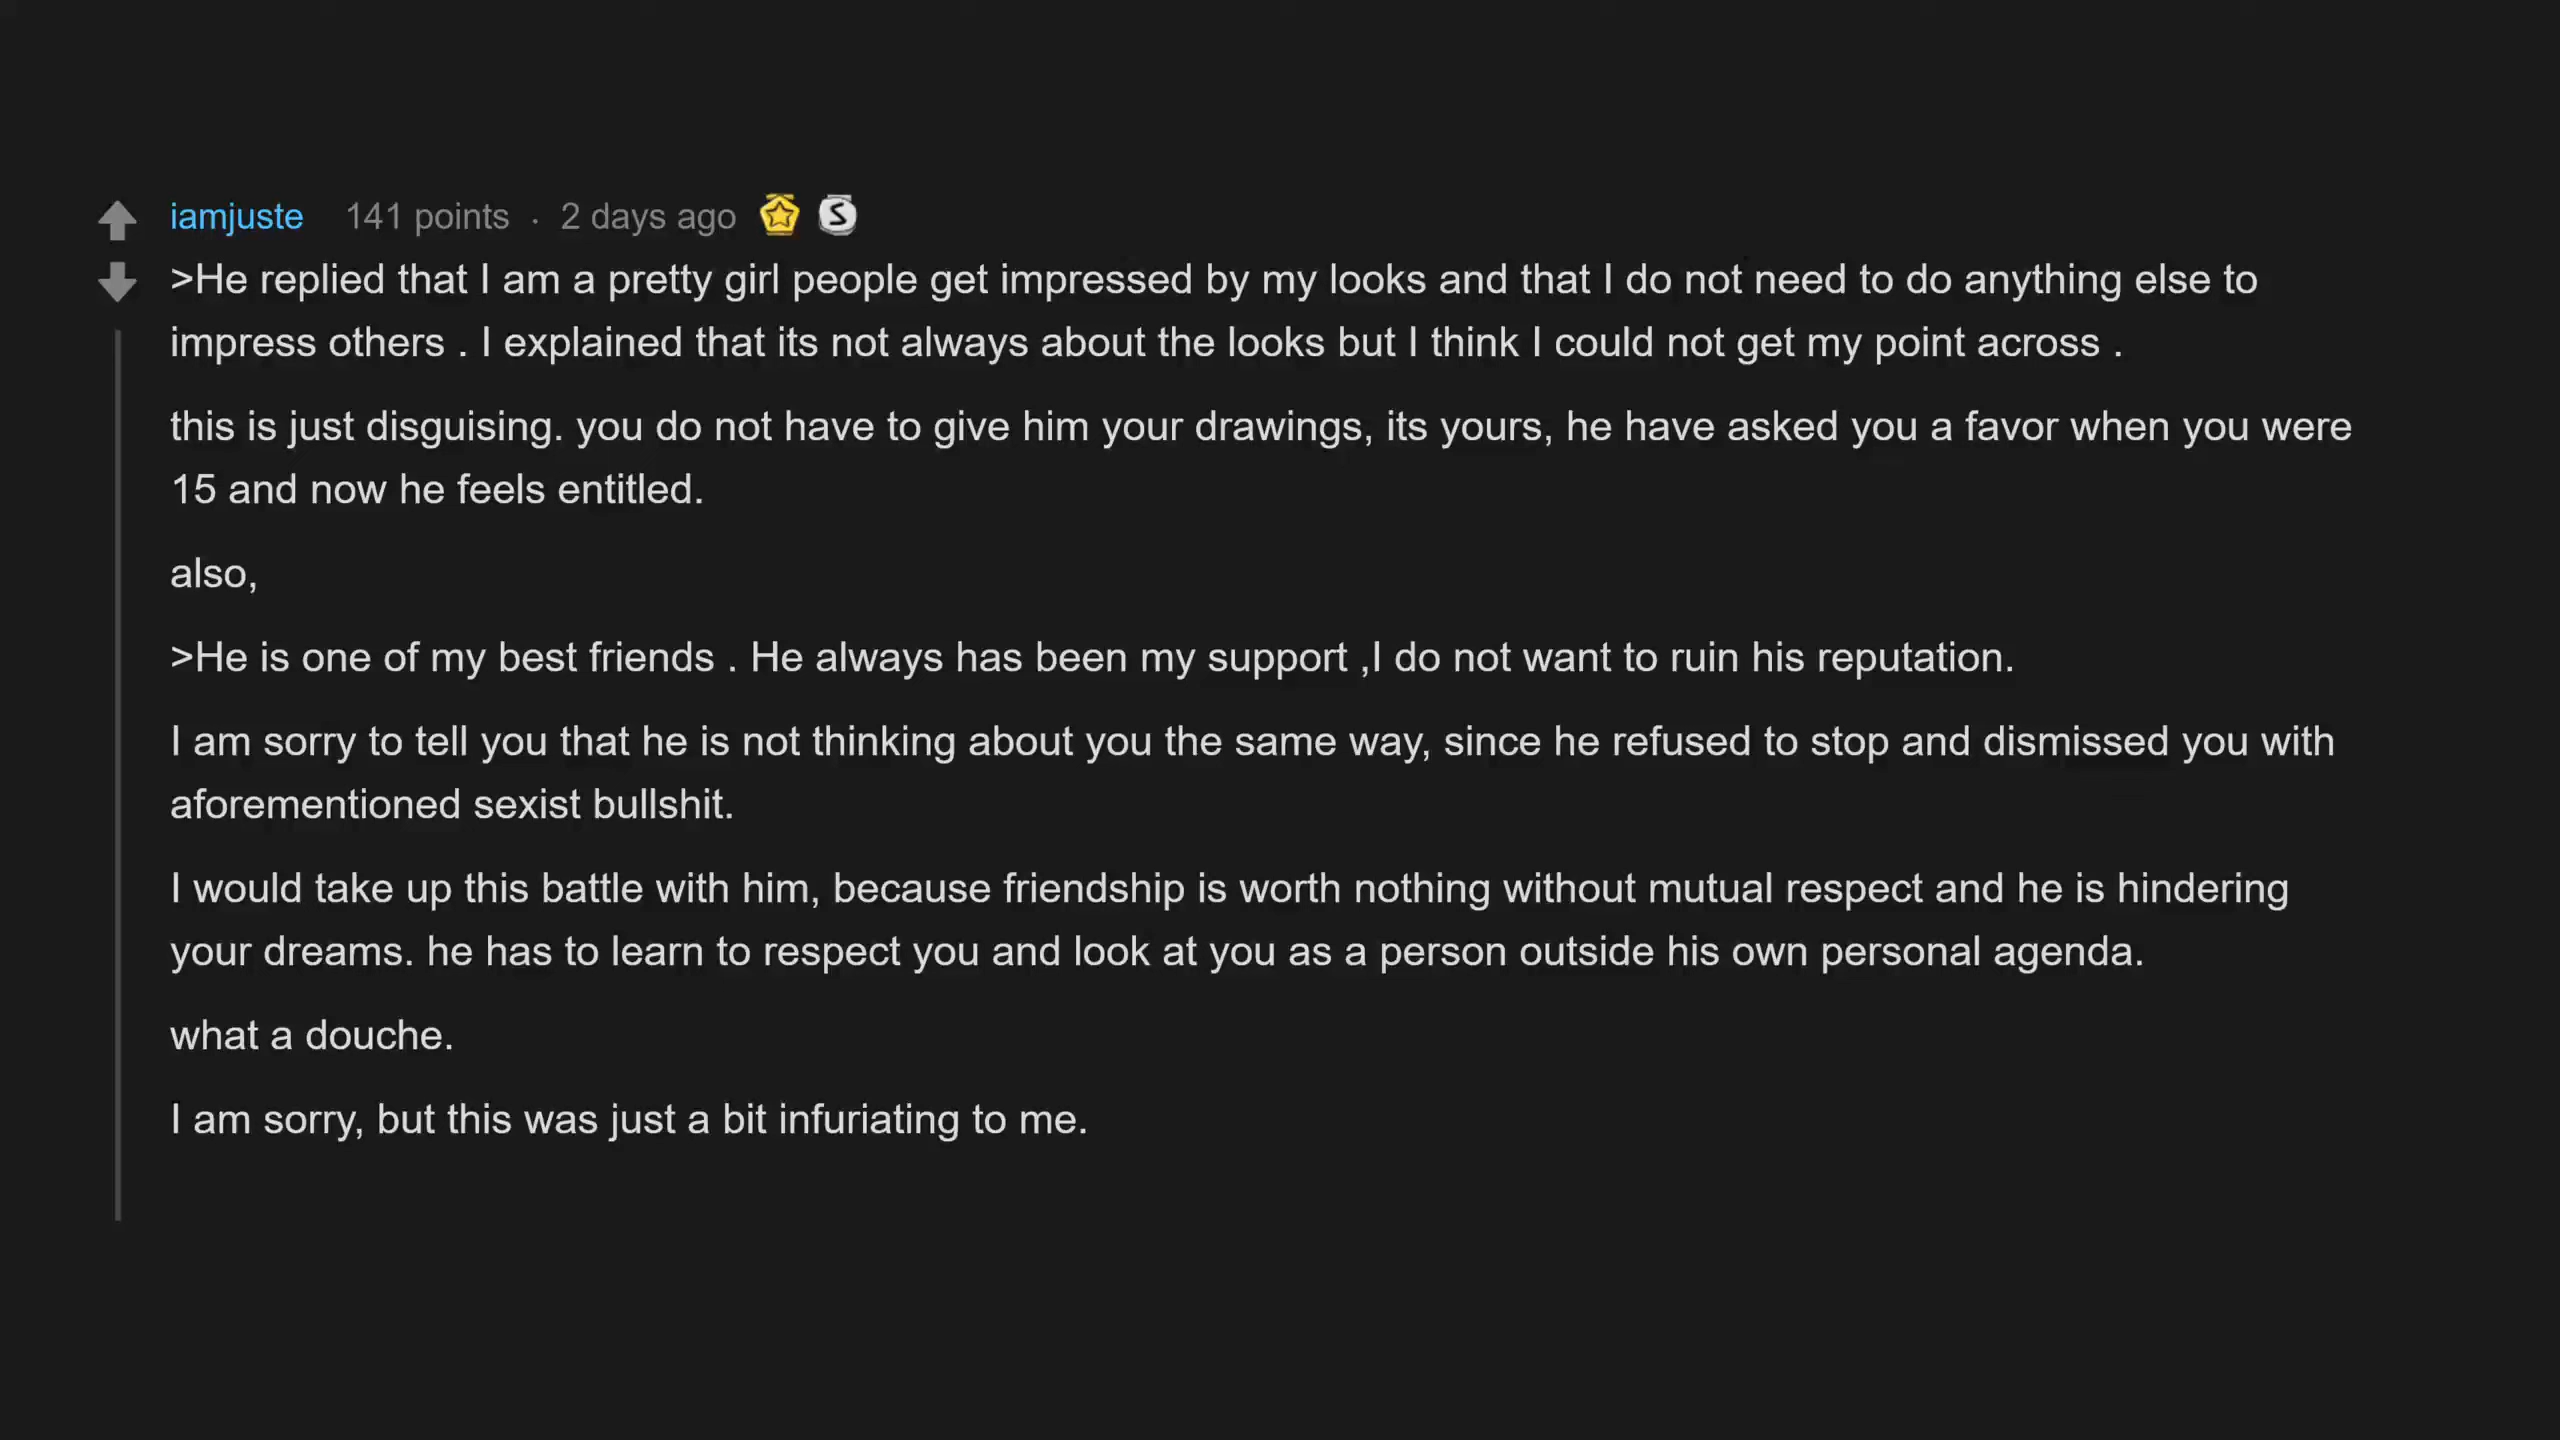 iamjuste 141 points · 2 days ago
>He replied that I am a pretty girl people get impressed by my looks and that I do not need to do anything else to
impress others . I explained that its not always about the looks but I think I could not get my point across .
this is just disguising. you do not have to give him your drawings, its yours, he have asked you a favor when you were
15 and now he feels entitled.
also,
>He is one of my best friends . He always has been my support ,I do not want to ruin his reputation.
I am sorry to tell you that he is not thinking about you the same way, since he refused to stop and dismissed you with
aforementioned sexist bullshit.
I would take up this battle with him, because friendship is worth nothing without mutual respect and he is hindering
your dreams. he has to learn to respect you and look at you as a person outside his own personal agenda.
what a douche.
I am sorry, but this was just a bit infuriating to me.